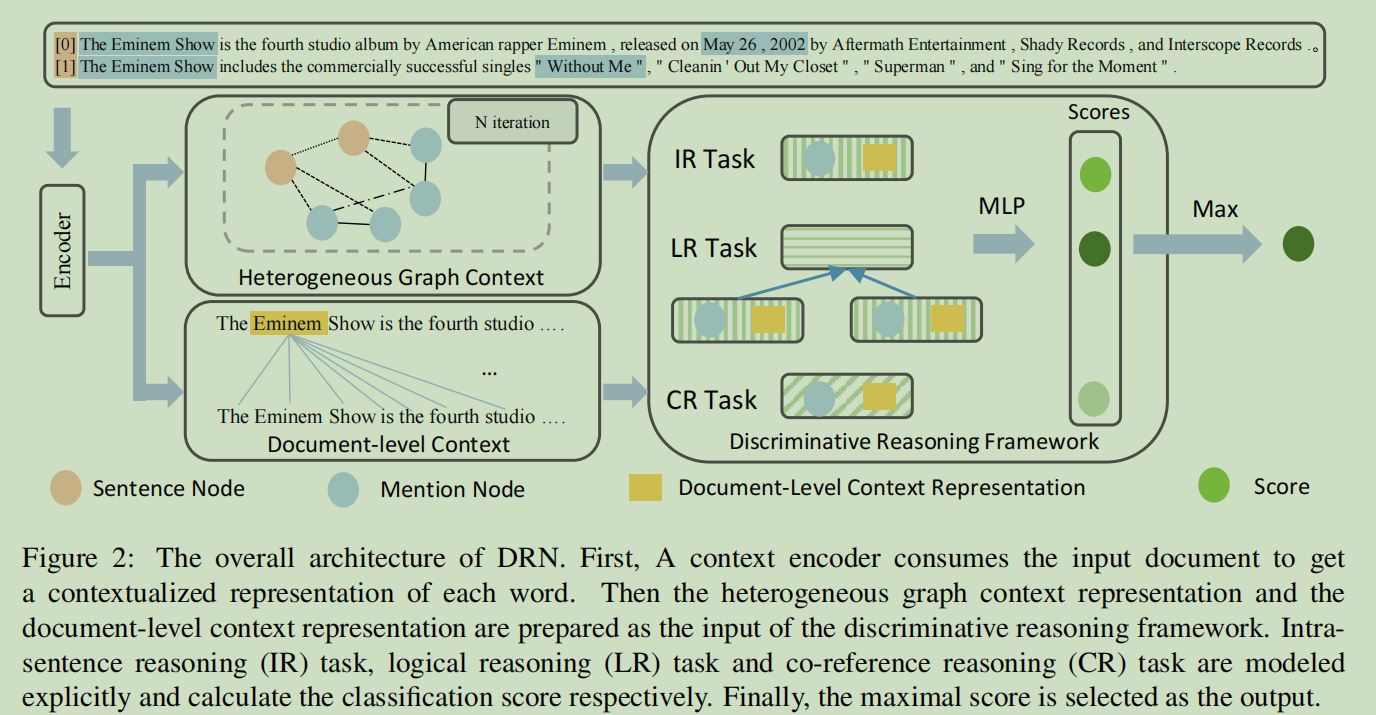 [0] The Eminem Show is the fourth studio album by American rapper Eminem , released on May 26 , 2002 by Aftermath Entertainment , Shady Records , and Interscope Records .。
[1] The Eminem Show includes the commercially successful singles " Without Me " , " Cleanin ' Out My Closet " , " Superman " , and " Sing for the Moment " .
Encoder
N iteration
Heterogeneous Graph Context
The Eminem Show is the fourth studio ….
...
The Eminem Show is the fourth studio ….
Document-level Context
IR Task
LR Task
CR Task
Discriminative Reasoning Framework
MLP
Scores
Max
Sentence Node
Mention Node
Document-Level Context Representation
Score
Figure 2: The overall architecture of DRN. First, A context encoder consumes the input document to get
a contextualized representation of each word. Then the heterogeneous graph context representation and the
document-level context representation are prepared as the input of the discriminative reasoning framework. Intra-
sentence reasoning (IR) task, logical reasoning (LR) task and co-reference reasoning (CR) task are modeled
explicitly and calculate the classification score respectively. Finally, the maximal score is selected as the output.